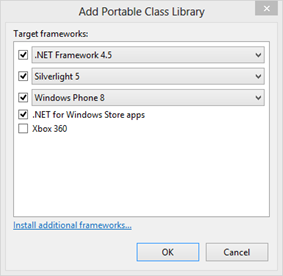 Add Portable Class Library
Target frameworks:
.NET Framework 4.5
Silverlight 5
Windows Phone 8
.NET for Windows Store apps
Xbox 360
Install additional frameworks...
OK Cancel